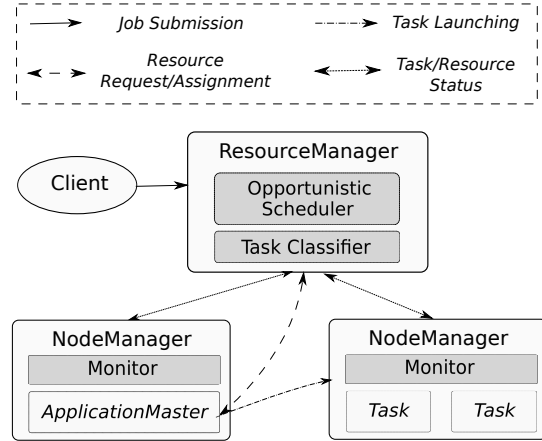 Job Submission
Task Launching
Resource
Request/Assignment
Task/Resource
Status
ResourceManager
Client
Opportunistic
Scheduler
Task Classifier
NodeManager
Monitor
ApplicationMaster
NodeManager
Monitor
Task
Task